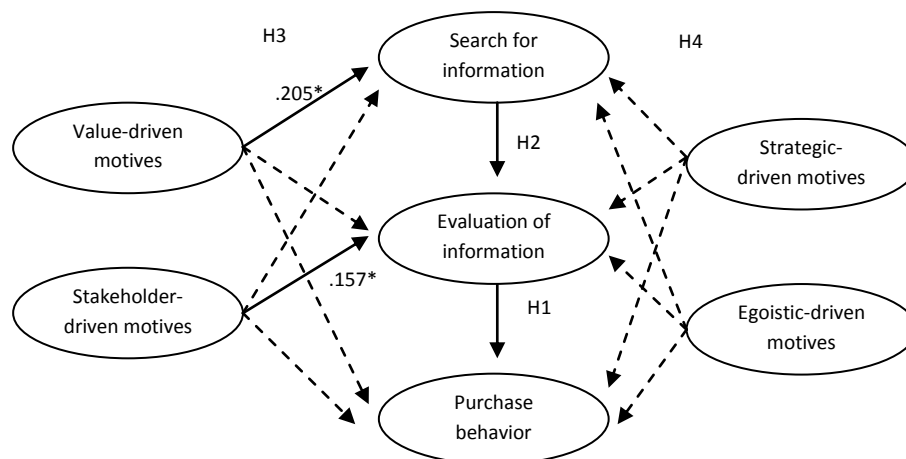 H3
Search for
information
H4
.205*
Value-driven
motives
H2
Strategic-
driven motives
Evaluation of
information
.157*
Stakeholder-
driven motives
H1
Egoistic-driven
motives
Purchase
behavior